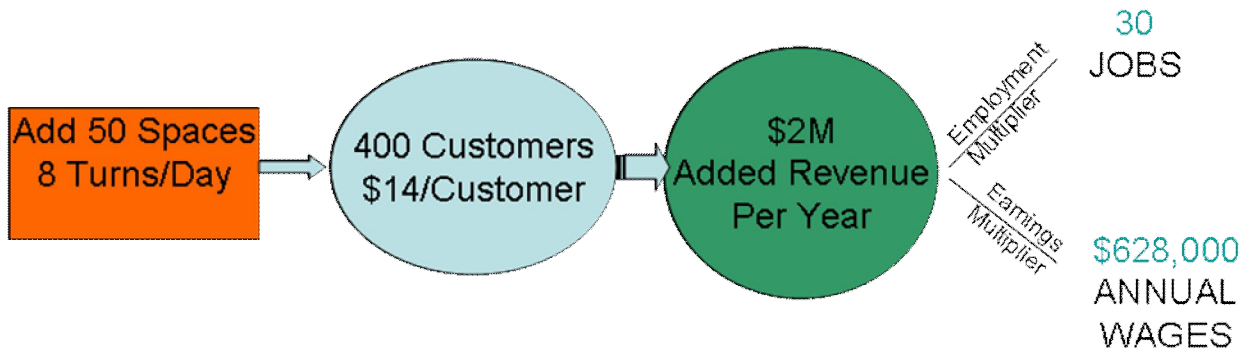 Add 50 Spaces
8 Turns/Day
400 Customers
$14/Customer
$2M
Added Revenue
Per Year
Employment
Multiplier
30
JOBS
Earnings
Multiplier
$628,000
ANNUAL
WAGES